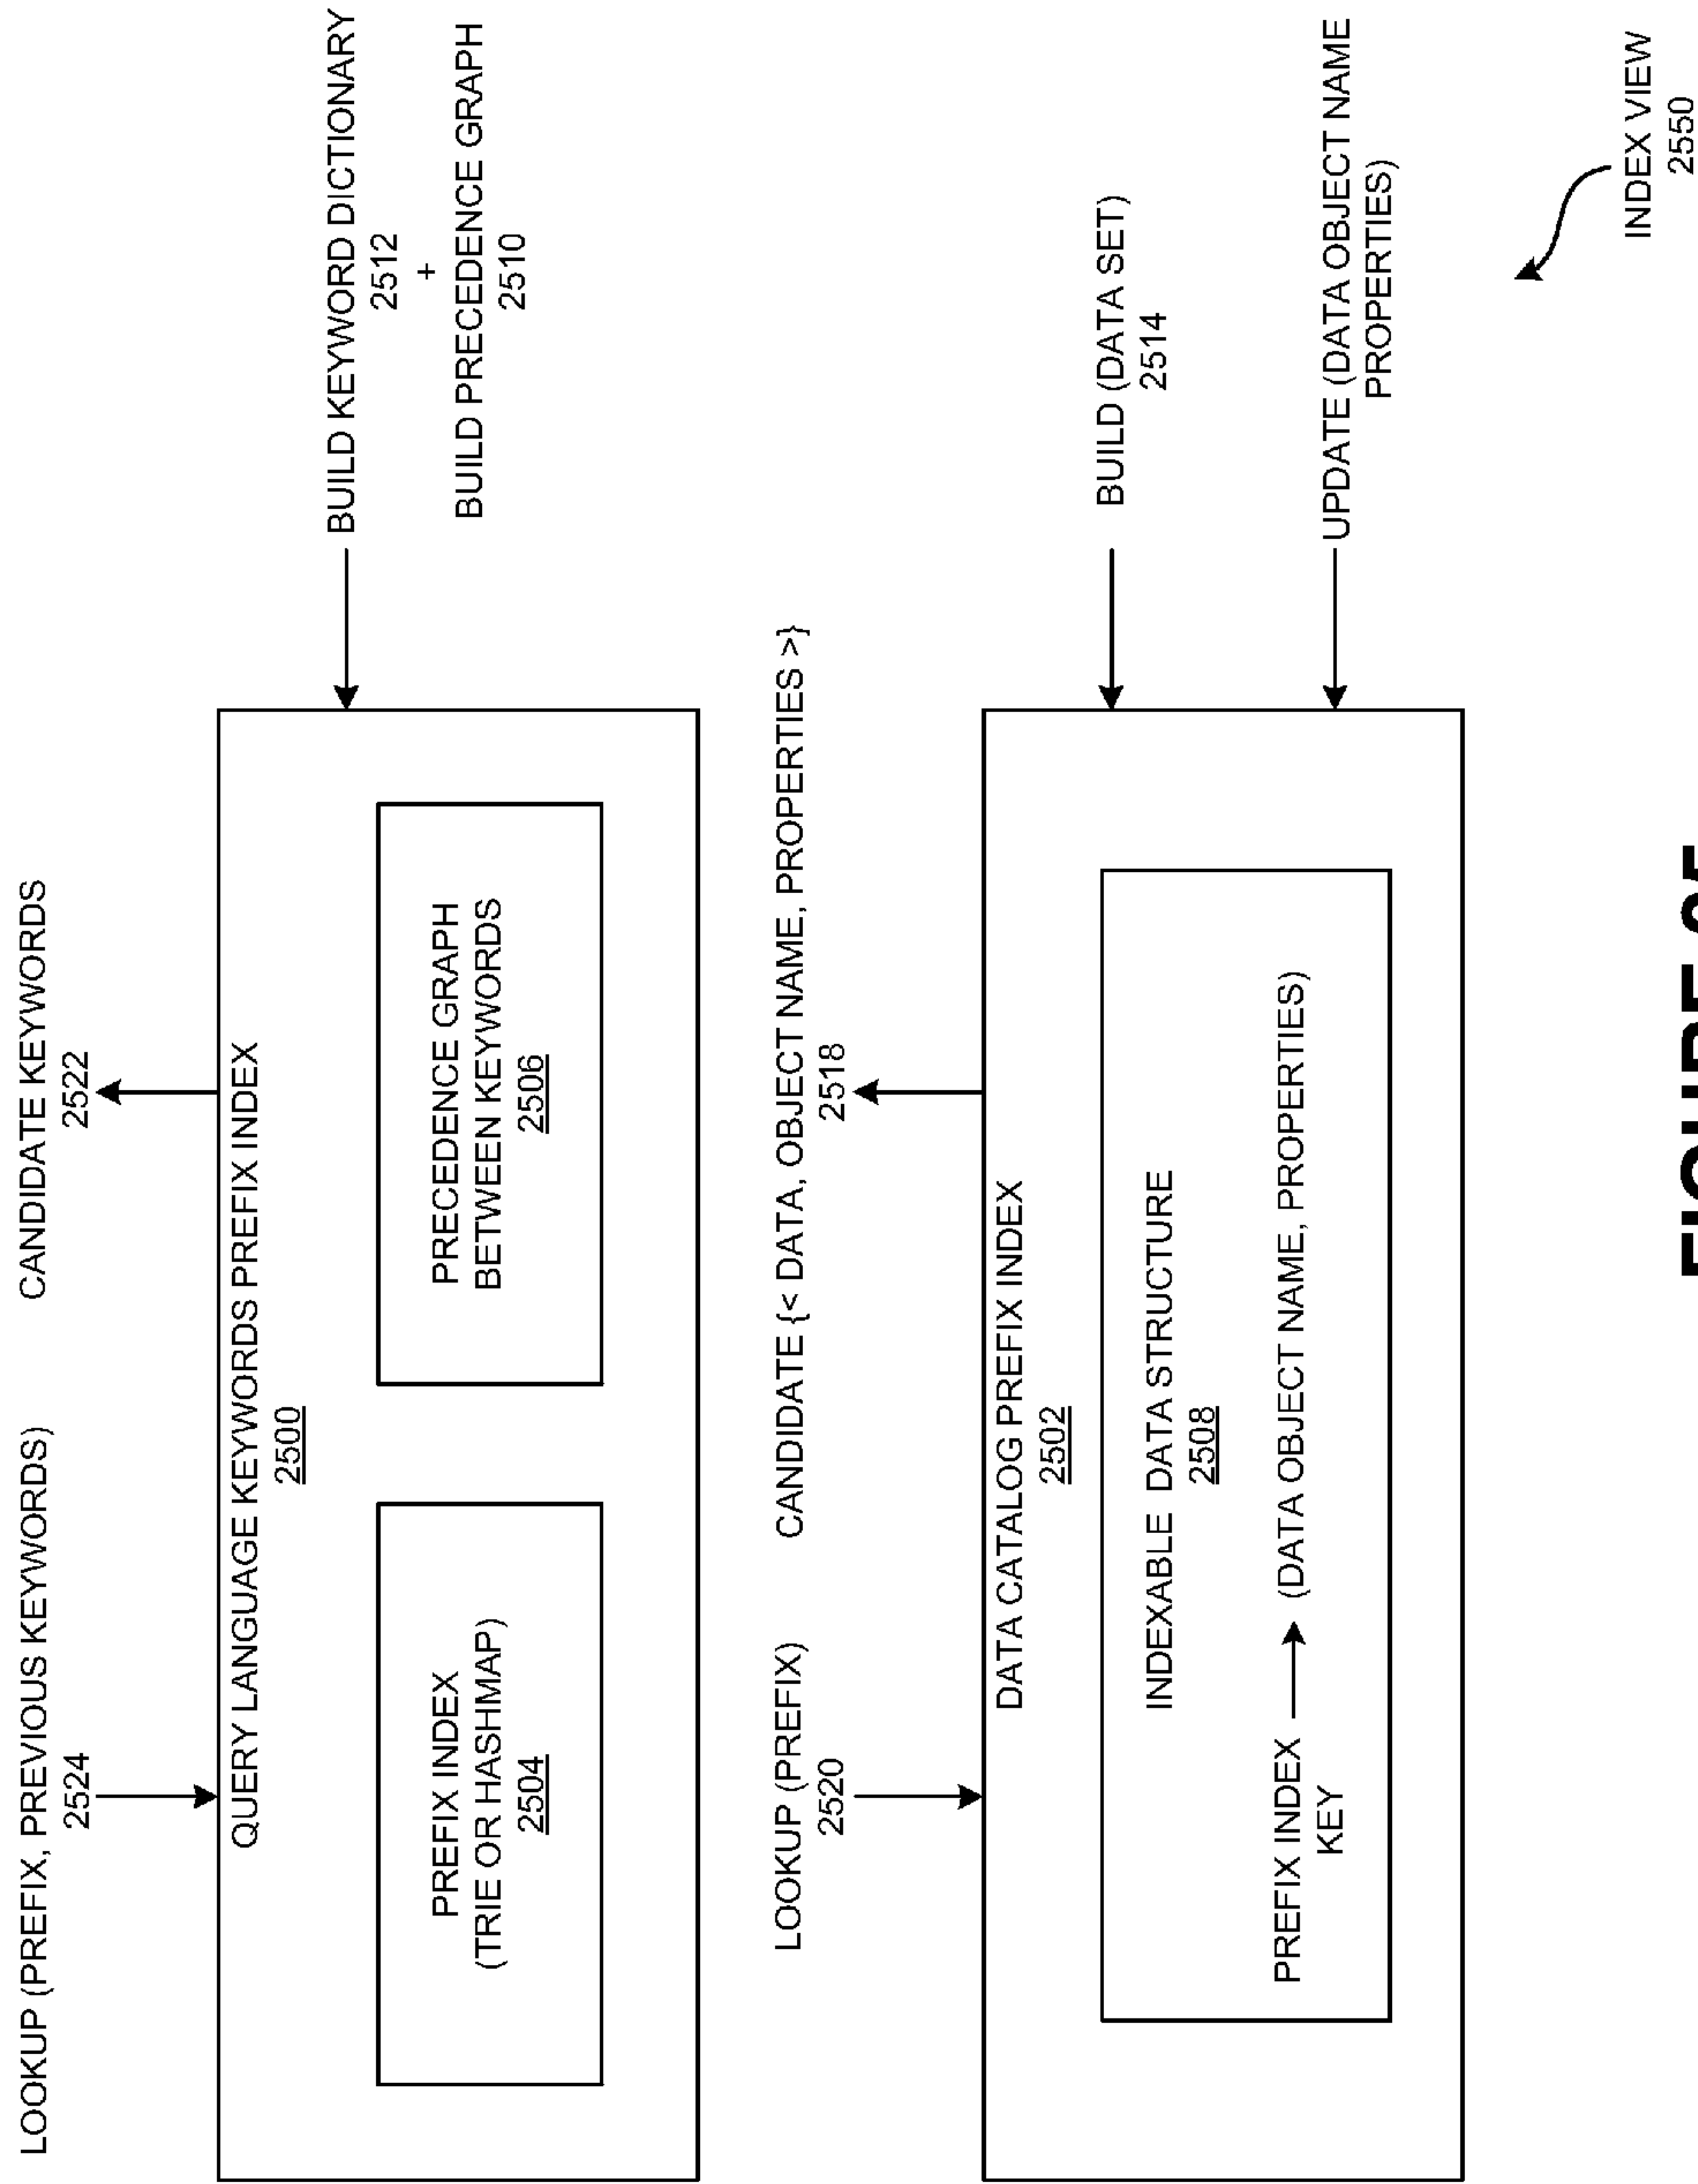 LOOKUP (PREFIX, PREVIOUS KEYWORDS)
2524
CANDIDATE KEYWORDS
2522
QUERY LANGUAGE KEYWORDS PREFIX INDEX
2500
PREFIX INDEX
(TRIE OR HASHMAP)
2504
PRECEDENCE GRAPH
BETWEEN KEYWORDS
2506
BUILD KEYWORD DICTIONARY
2512
+
BUILD PRECEDENCE GRAPH
2510
LOOKUP (PREFIX)
2520
CANDIDATE {< DATA, OBJECT NAME, PROPERTIES >}
2518
DATA CATALOG PREFIX INDEX
2502
INDEXABLE DATA STRUCTURE
2508
PREFIX INDEX → (DATA OBJECT NAME, PROPERTIES)
KEY
BUILD (DATA SET)
2514
UPDATE (DATA OBJECT NAME
PROPERTIES)
INDEX VIEW
2550
FIGURE